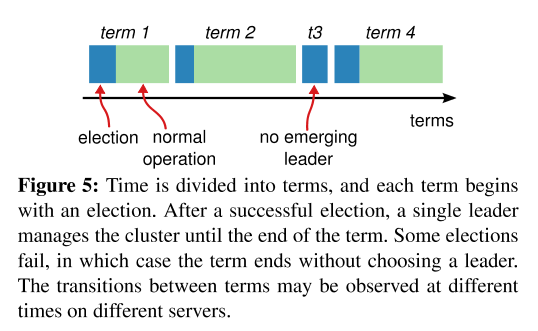 term 1 term 2 t3 term 4
terms
election normal operation no emerging leader
Figure 5: Time is divided into terms, and each term begins
with an election. After a successful election, a single leader
manages the cluster until the end of the term. Some elections
fail, in which case the term ends without choosing a leader.
The transitions between terms may be observed at different
times on different servers.